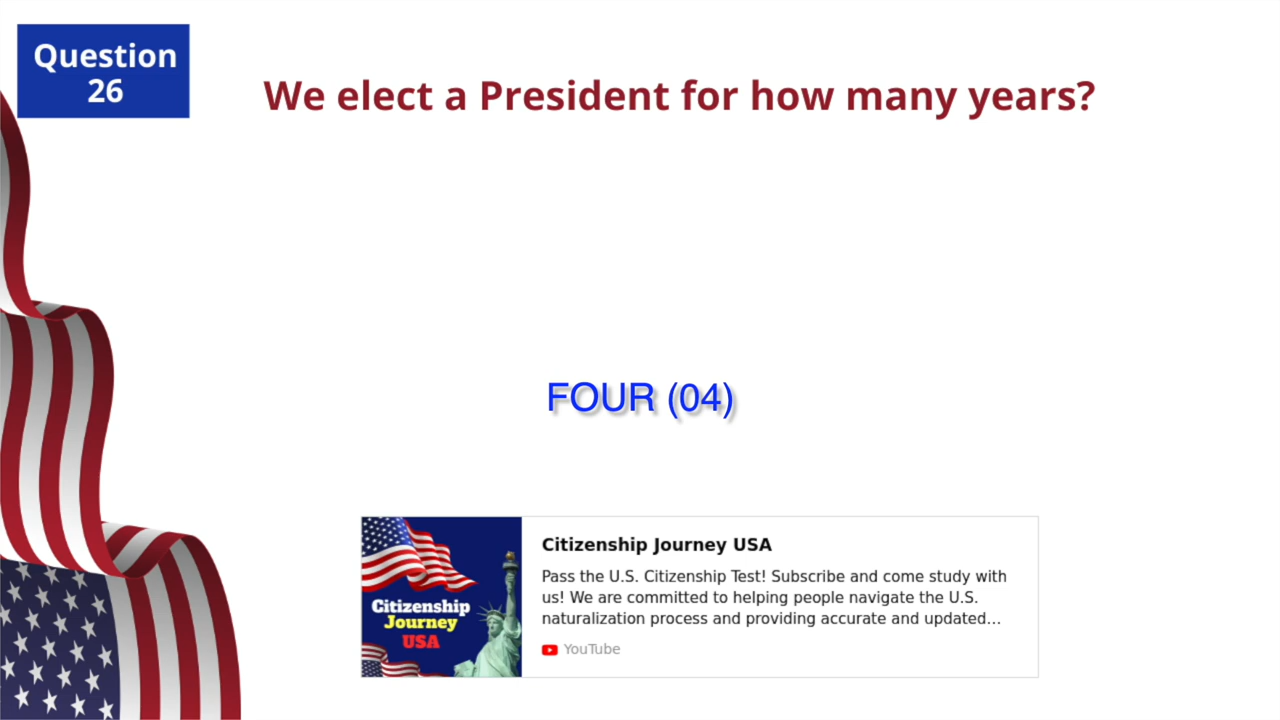 Question
26
We elect a President for how many years?
FOUR (04)
Citizenship
Journey
USA
Citizenship Journey USA
Pass the U.S. Citizenship Test! Subscribe and come study with
us! We are committed to helping people navigate the U.S.
naturalization process and providing accurate and updated...
YouTube